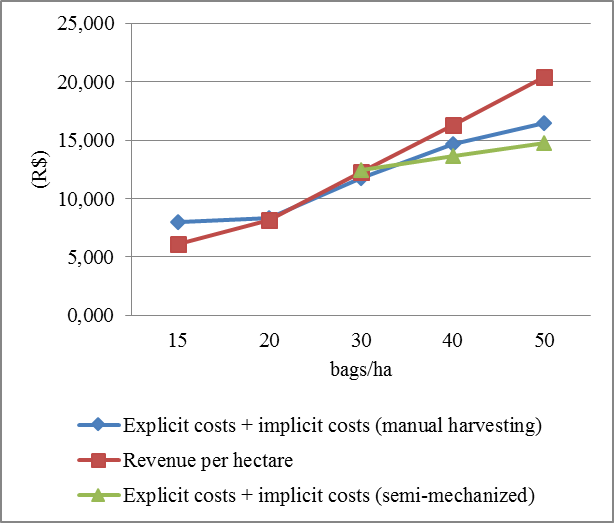 25,000
20,000
15,000
10,000
5,000
0,000
(R$)
15 20 30 40 50
bags/ha
Explicit costs + implicit costs (manual harvesting)
Revenue per hectare
Explicit costs + implicit costs (semi-mechanized)